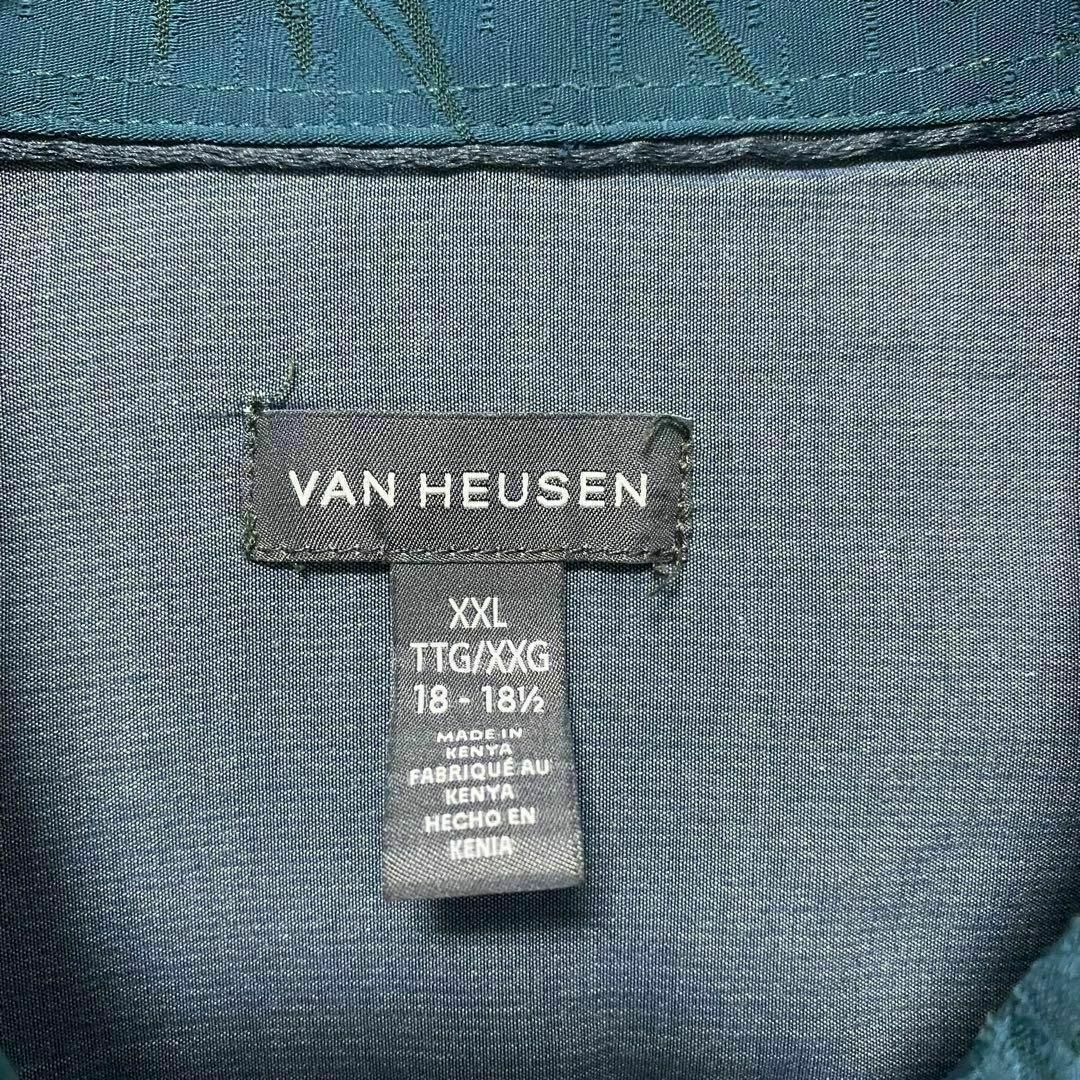 VAN HEUSEN
XXL
TTG/XXG
18 - 18½
MADE IN
KENYA
FABRIQUÉ AU
KENYA
HECHO EN
KENIA